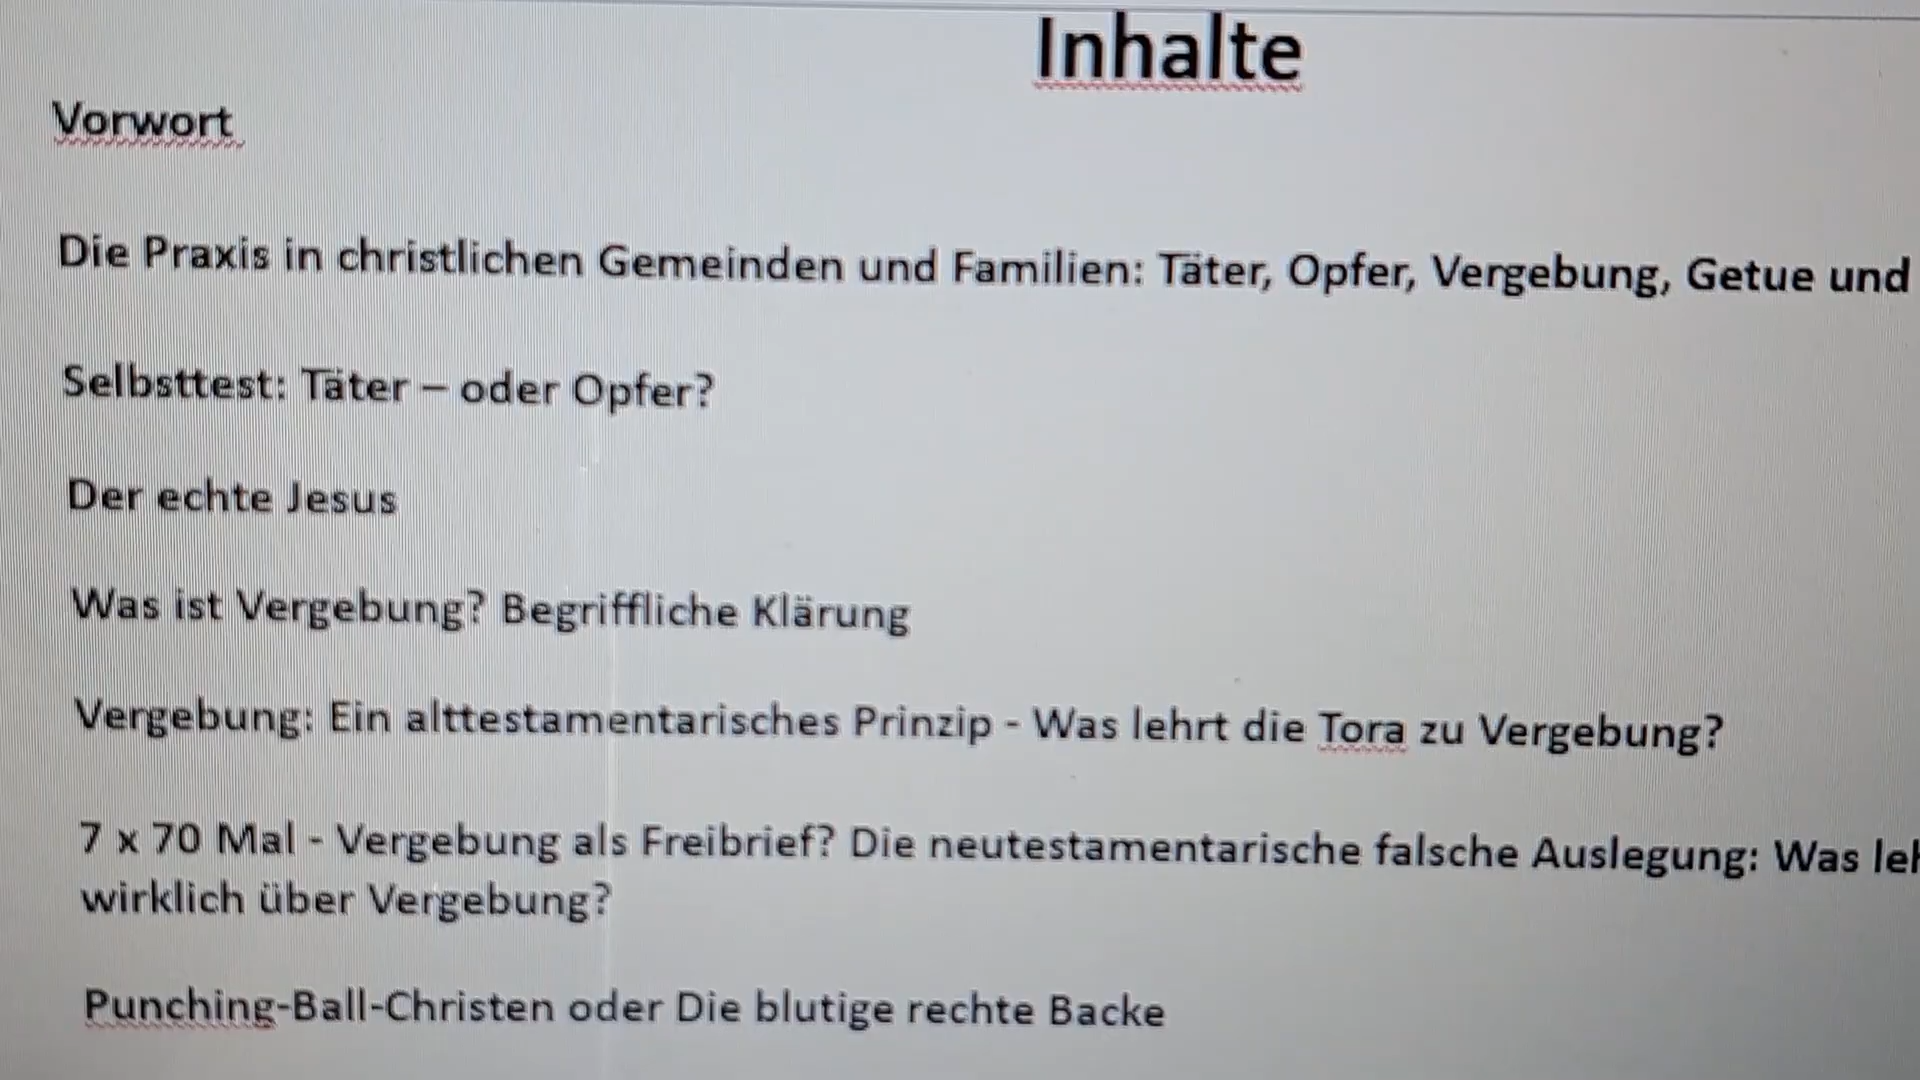 Inhalte
Vorwort
Die Praxis in christlichen Gemeinden und Familien: Täter, Opfer, Vergebung, Getue und
Selbsttest: Täter – oder Opfer?
Der echte Jesus
Was ist Vergebung? Begriffliche Klärung
Vergebung: Ein alttestamentarisches Prinzip - Was lehrt die Tora zu Vergebung?
7 x 70 Mal - Vergebung als Freibrief? Die neutestamentarische falsche Auslegung: Was
wirklich über Vergebung?
Punching-Ball-Christen oder Die blutige rechte Backe